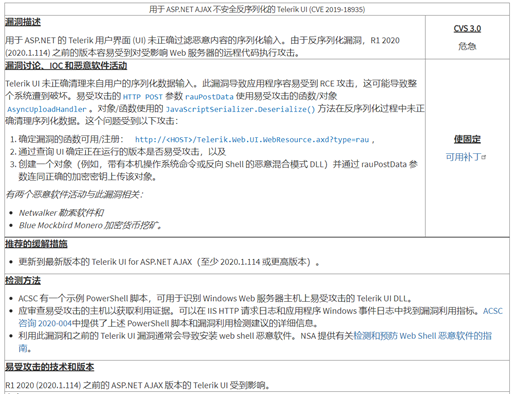 用于 ASP.NET AJAX 不安全反序列化的 Telerik UI (CVE 2019-18935)
漏洞描述
用于 ASP.NET 的 Telerik 用户界面 (UI) 未正确过滤恶意内容的序列化输入。由于反序列化漏洞，R1 2020
(2020.1.114) 之前的版本容易受到对受影响 Web 服务器的远程代码执行攻击。
CVS 3.0
危急
漏洞讨论、IOC 和恶意软件活动
Telerik UI 未正确清理来自用户的序列化数据输入。此漏洞导致应用程序容易受到 RCE 攻击，这可能导致整
个系统遭到破坏。易受攻击的 HTTP POST 参数 rauPostData 使用易受攻击的函数/对象
AsyncUploadHandler 。对象/函数使用的 JavaScriptSerializer.Deserialize() 方法在反序列化过程中未正
确清理序列化数据。这个问题受到以下攻击：
1. 确定漏洞的函数可用/注册： http://<HOST>/Telerik.Web.UI.WebResource.axd?type=rau ，
2. 通过查询 UI 确定正在运行的版本是否易受攻击，以及
3. 创建一个对象（例如，带有本机操作系统命令或反向 Shell 的恶意混合模式 DLL）并通过 rauPostData 参
数连同正确的加密密钥上传该对象。
有两个恶意软件活动与此漏洞相关：
• Netwalker 勒索软件和
• Blue Mockbird Monero 加密货币挖矿。
使固定
可用补丁
推荐的缓解措施
• 更新到最新版本的 Telerik UI for ASP.NET AJAX（至少 2020.1.114 或更高版本）。
检测方法
• ACSC 有一个示例 PowerShell 脚本，可用于识别 Windows Web 服务器主机上易受攻击的 Telerik UI DLL。
• 应审查易受攻击的主机以获取利用证据。可以在 IIS HTTP 请求日志和应用程序 Windows 事件日志中找到漏洞利用指标。ACSC
咨询 2020-004中提供了上述 PowerShell 脚本和漏洞利用检测建议的详细信息。
• 利用此漏洞和之前的 Telerik UI 漏洞通常会导致安装 web shell 恶意软件。NSA 提供有关检测和预防 Web Shell 恶意软件的指
南。
易受攻击的技术和版本
R1 2020 (2020.1.114) 之前的 ASP.NET AJAX 版本的 Telerik UI 受到影响。